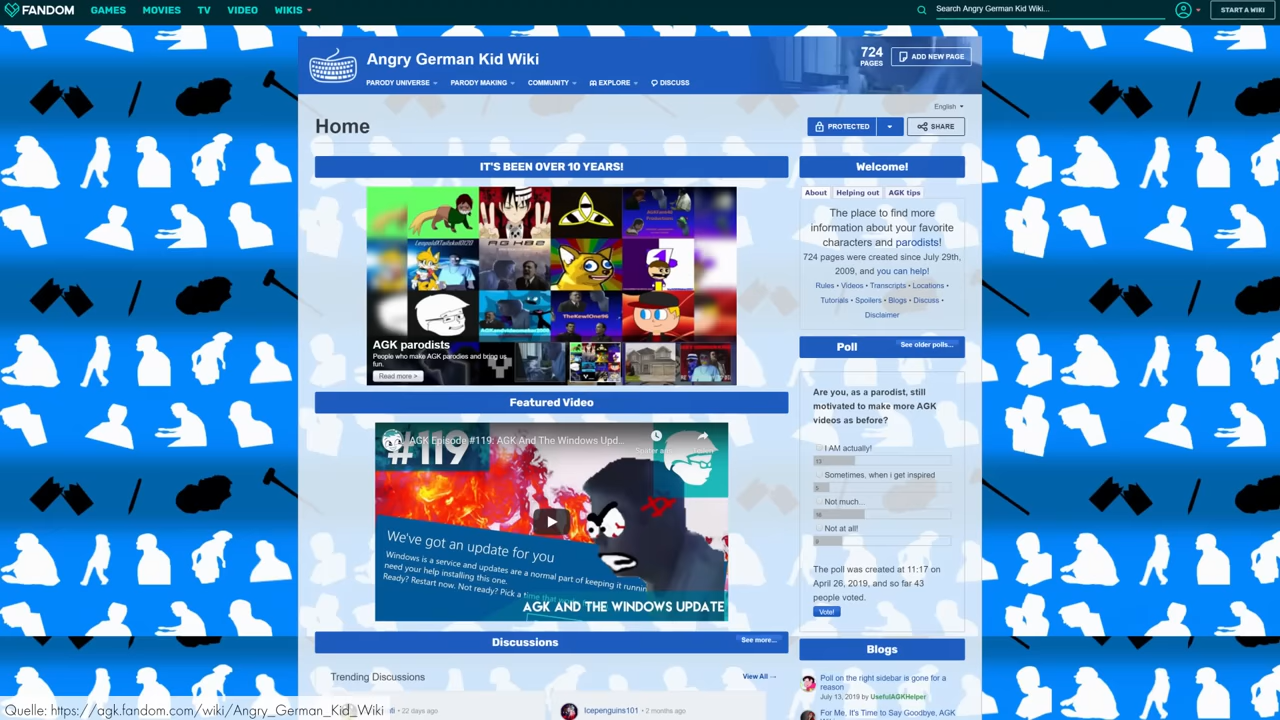 FANDOM
GAMES
MOVIES
TV
VIDEO
WIKIS
Search Angry German Kid Wiki...
START A WIKI
Angry German Kid Wiki
724
PAGES
ADD NEW PAGE
PARODY UNIVERSE
PARODY MAKING
COMMUNITY
EXPLORE
DISCUSS
English
Home
PROTECTED
SHARE
IT'S BEEN OVER 10 YEARS!
AGK parodists
People who make AGK parodies and bring us
fun.
Read more >
Featured Video
AGK Episode #119: AGK And The Windows Upd...
#119
We've got an update for you
Windows is a service and updates are a normal part of keeping it runnin
need your help installing this one.
Ready? Restart now. Not ready? Pick a time that
AGK AND THE WINDOWS UPDATE
Discussions
See more...
Trending Discussions
View All →
• 22 days ago
Icepenguins101 • 2 months ago
Welcome!
About
Helping out
AGK tips
The place to find more
information about your favorite
characters and parodists!
724 pages were created since July 29th,
2009, and you can help!
Rules • Videos • Transcripts • Locations •
Tutorials • Spoilers • Blogs • Discuss •
Disclaimer
Poll
See older polls...
Are you, as a parodist, still
motivated to make more AGK
videos as before?
I AM actually!
13
Sometimes, when i get inspired
5
Not much...
16
Not at all!
9
The poll was created at 11:17 on
April 26, 2019, and so far 43
people voted.
Vote!
Blogs
Poll on the right sidebar is gone for a
reason
July 13, 2019 by UsefulAGKHelper
For Me, It's Time to Say Goodbye, AGK
Quelle: https://agk.fandom.com/wiki/Angry_German_Kid_Wiki